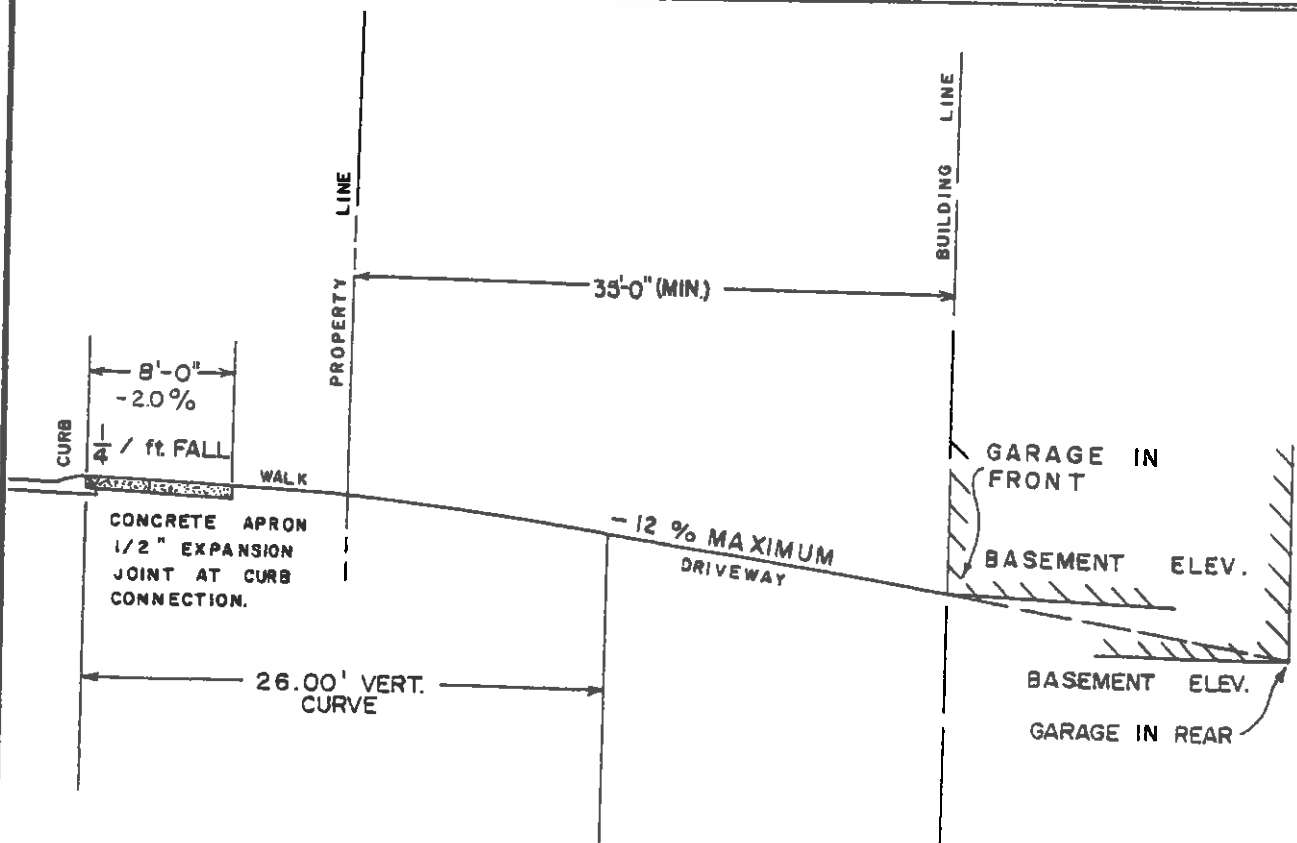 PROPERTY LINE
BUILDING LINE
35'-0" (MIN.)
8'-0"
-2.0%
1/4 / ft. FALL
CURB
WALK
CONCRETE APRON
1/2" EXPANSION
JOINT AT CURB
CONNECTION.
-12 % MAXIMUM
DRIVEWAY
GARAGE IN
FRONT
BASEMENT ELEV.
26.00' VERT.
CURVE
BASEMENT ELEV.
GARAGE IN REAR